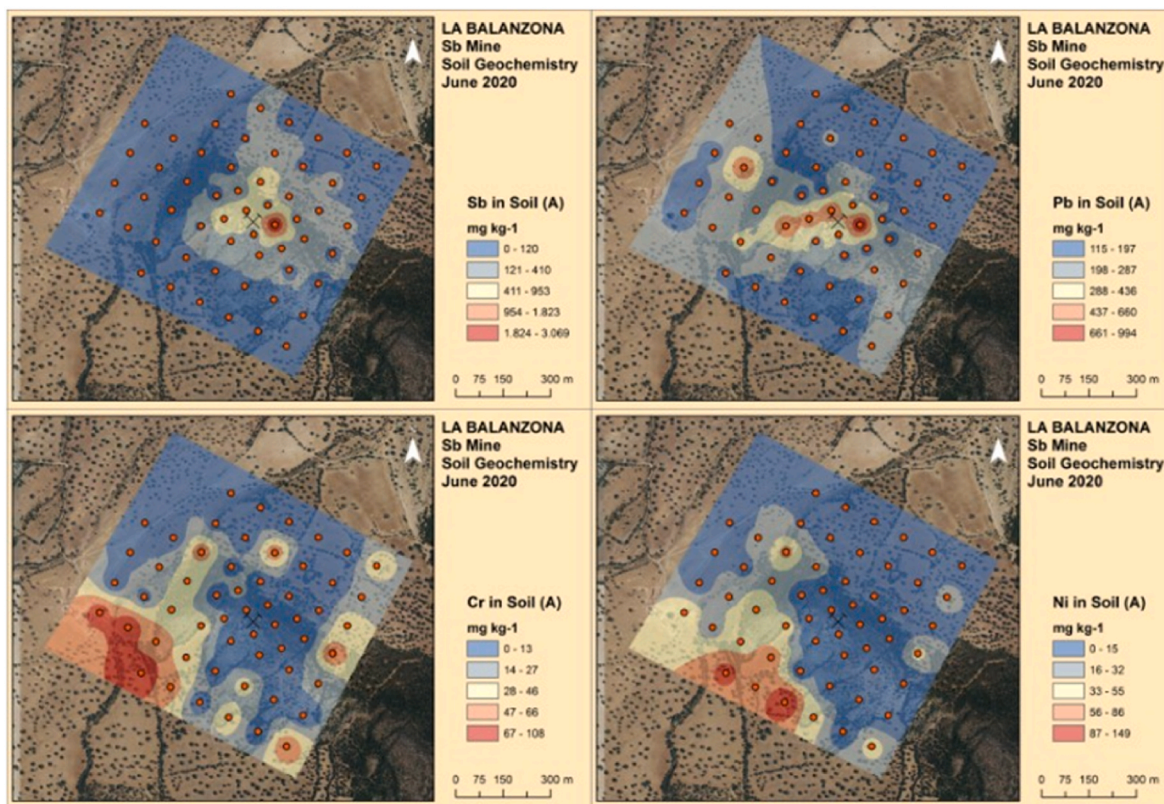 LA BALANZONA
Sb Mine
Soil Geochemistry
June 2020
Sb in Soil (A)
mg kg-1
0 - 120
121 - 410
411 - 953
954 - 1.823
1.824 - 3.069
0 75 150 300 m
LA BALANZONA
Sb Mine
Soil Geochemistry
June 2020
Pb in Soil (A)
mg kg-1
115 - 197
198 - 287
288 - 436
437 - 660
661 - 994
0 75 150 300 m
LA BALANZONA
Sb Mine
Soil Geochemistry
June 2020
Cr in Soil (A)
mg kg-1
0 - 13
14 - 27
28 - 46
47 - 66
67 - 108
0 75 150 300 m
LA BALANZONA
Sb Mine
Soil Geochemistry
June 2020
Ni in Soil (A)
mg kg-1
0 - 15
16 - 32
33 - 55
56 - 86
87 - 149
0 75 150 300 m